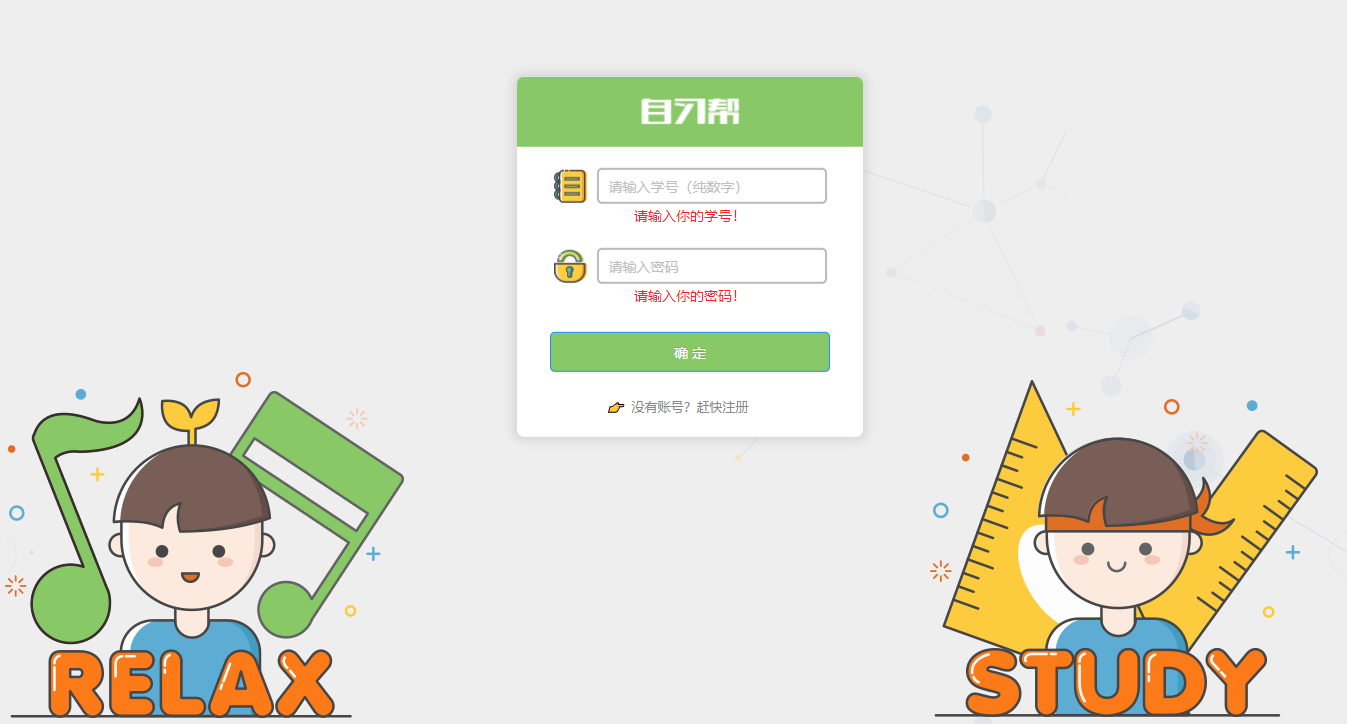 自习帮
请输入学号（纯数字）
请输入你的学号！
请输入密码
请输入你的密码！
确 定
没有账号？赶快注册
RELAX
STUDY